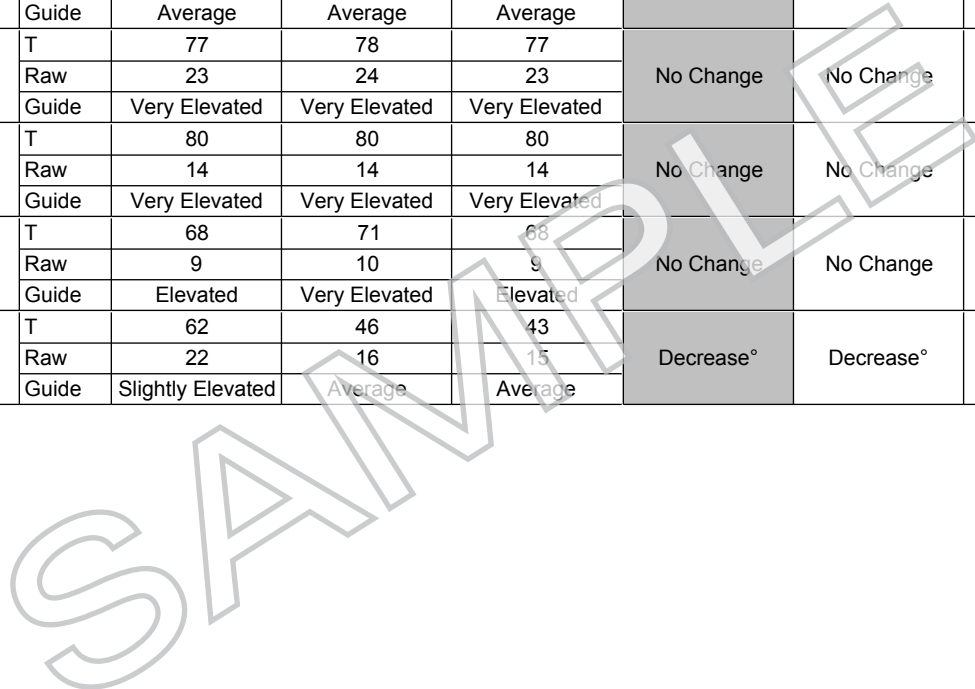 Guide Average Average Average
T 77 78 77
Raw 23 24 23 No Change No Change
Guide Very Elevated Very Elevated Very Elevated
T 80 80 80
Raw 14 14 14 No Change No Change
Guide Very Elevated Very Elevated Very Elevated
T 68 71 68
Raw 9 10 9 No Change No Change
Guide Elevated Very Elevated Elevated
T 62 46 43
Raw 22 16 15 Decrease° Decrease°
Guide Slightly Elevated Average Average
SAMPLE